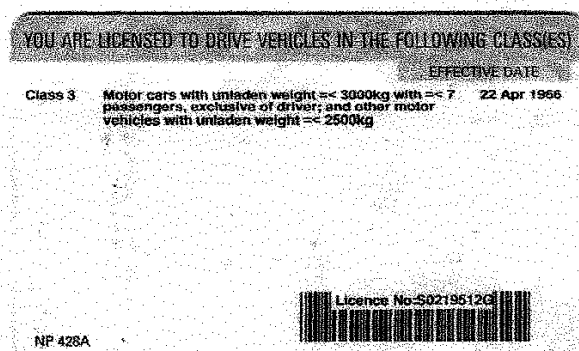 YOU ARE LICENSED TO DRIVE VEHICLES IN THE FOLLOWING CLASS(ES)
EFFECTIVE DATE
Class 3 Motor cars with unladen weight =< 3000kg with =< 7 22 Apr 1966
passengers, exclusive of driver; and other motor
vehicles with unladen weight =< 2500kg
Licence No:S0219512G
NP 428A